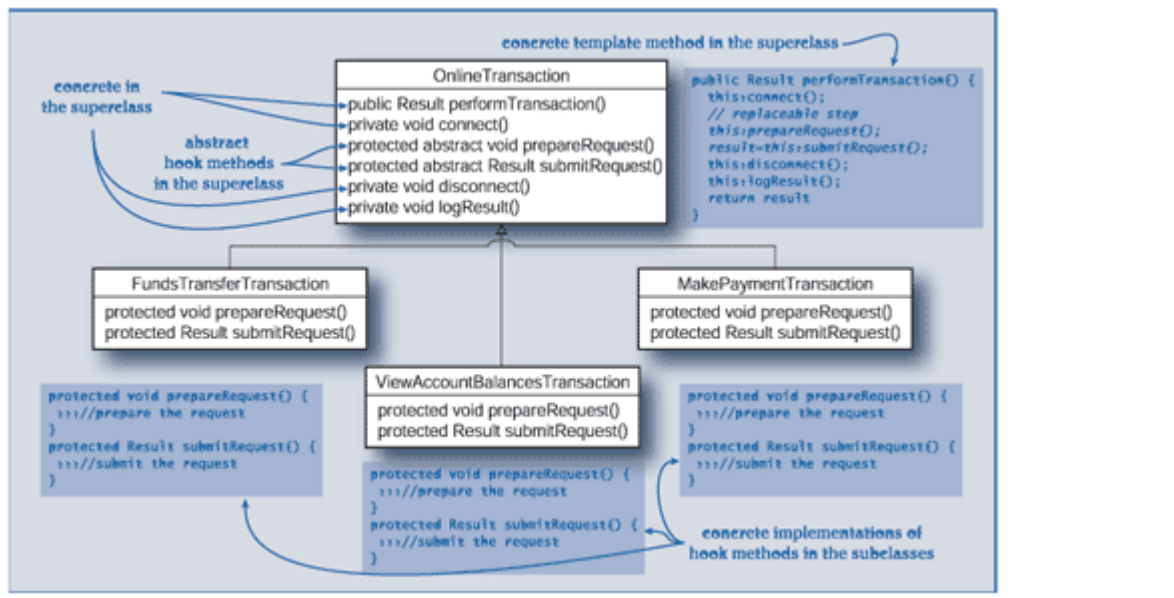 concrete template method in the superclass
concrete in
the superclass
abstract
hook methods
in the superclass
OnlineTransaction
public Result performTransaction()
private void connect()
protected abstract void prepareRequest()
protected abstract Result submitRequest()
private void disconnect()
private void logResult()
public Result performTransaction() {
this:connect();
// replaceable step
this:prepareRequest();
result=this:submitRequest();
this:disconnect();
this:logResult();
return result
}
FundsTransferTransaction
protected void prepareRequest()
protected Result submitRequest()
MakePaymentTransaction
protected void prepareRequest()
protected Result submitRequest()
ViewAccountBalancesTransaction
protected void prepareRequest()
protected Result submitRequest()
protected void prepareRequest() {
:::://prepare the request
}
protected Result submitRequest() {
:::://submit the request
}
protected void prepareRequest() {
:::://prepare the request
}
protected Result submitRequest() {
:::://submit the request
}
protected void prepareRequest() {
:::://prepare the request
}
protected Result submitRequest() {
:::://submit the request
}
concrete implementations of
hook methods in the subclasses